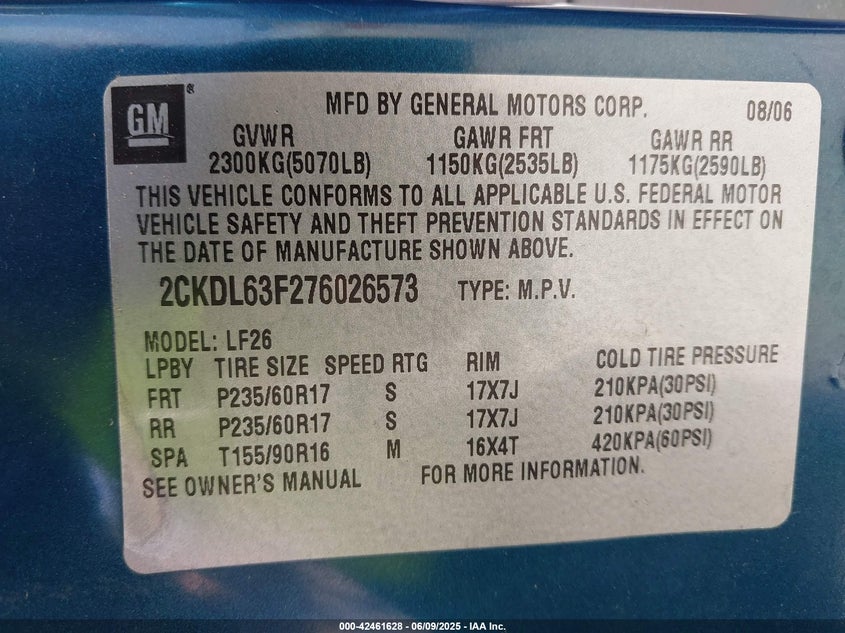 GM ® MFD BY GENERAL MOTORS CORP. 08/06
GVWR GAWR FRT GAWR RR
2300KG(5070LB) 1150KG(2535LB) 1175KG(2590LB)
THIS VEHICLE CONFORMS TO ALL APPLICABLE U.S. FEDERAL MOTOR
VEHICLE SAFETY AND THEFT PREVENTION STANDARDS IN EFFECT ON
THE DATE OF MANUFACTURE SHOWN ABOVE.
2CKDL63F276026573 TYPE: M.P.V.
MODEL: LF26
LPBY TIRE SIZE SPEED RTG RIM COLD TIRE PRESSURE
FRT P235/60R17 S 17X7J 210KPA(30PSI)
RR P235/60R17 S 17X7J 210KPA(30PSI)
SPA T155/90R16 M 16X4T 420KPA(60PSI)
SEE OWNER'S MANUAL FOR MORE INFORMATION.
000-42461628 - 06/09/2025 - IAA Inc.